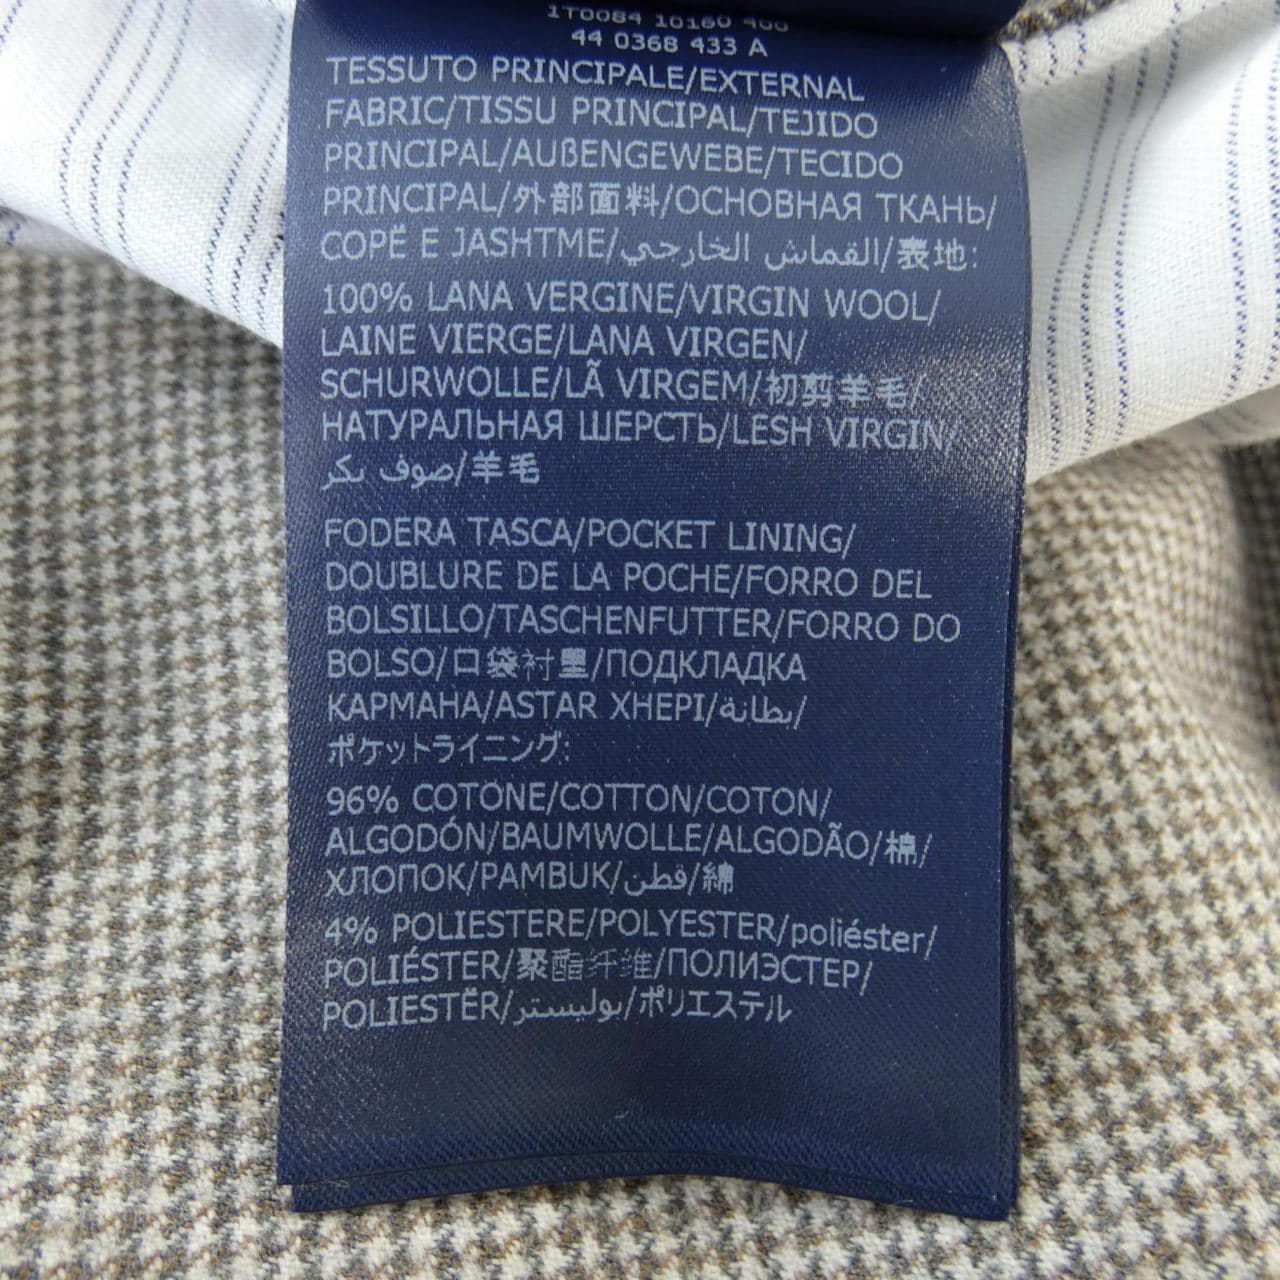 1T0084 10160 400
44 0368 433 A
TESSUTO PRINCIPALE/EXTERNAL
FABRIC/TISSU PRINCIPAL/TEJIDO
PRINCIPAL/AUßENGEWEBE/TECIDO
PRINCIPAL/外部面料/ОСНОВНАЯ ТКАНЬ/
COPË E JASHTME/القماش الخارجي/表地:
100% LANA VERGINE/VIRGIN WOOL/
LAINE VIERGE/LANA VIRGEN/
SCHURWOLLE/LÃ VIRGEM/初剪羊毛/
НАТУРАЛЬНАЯ ШЕРСТЬ/LESH VIRGIN/
صوف بكر/羊毛
FODERA TASCA/POCKET LINING/
DOUBLURE DE LA POCHE/FORRO DEL
BOLSILLO/TASCHENFUTTER/FORRO DO
BOLSO/口袋衬里/ПОДКЛАДКА
КАРМАНА/ASTAR XHEPI/بطانة/
ポケットライニング:
96% COTONE/COTTON/COTON/
ALGODÓN/BAUMWOLLE/ALGODÃO/棉/
ХЛОПОК/PAMBUK/قطن/綿
4% POLIESTERE/POLYESTER/poliéster/
POLIÉSTER/聚酯纤维/ПОЛИЭСТЕР/
POLIESTËR/بوليستر/ポリエステル